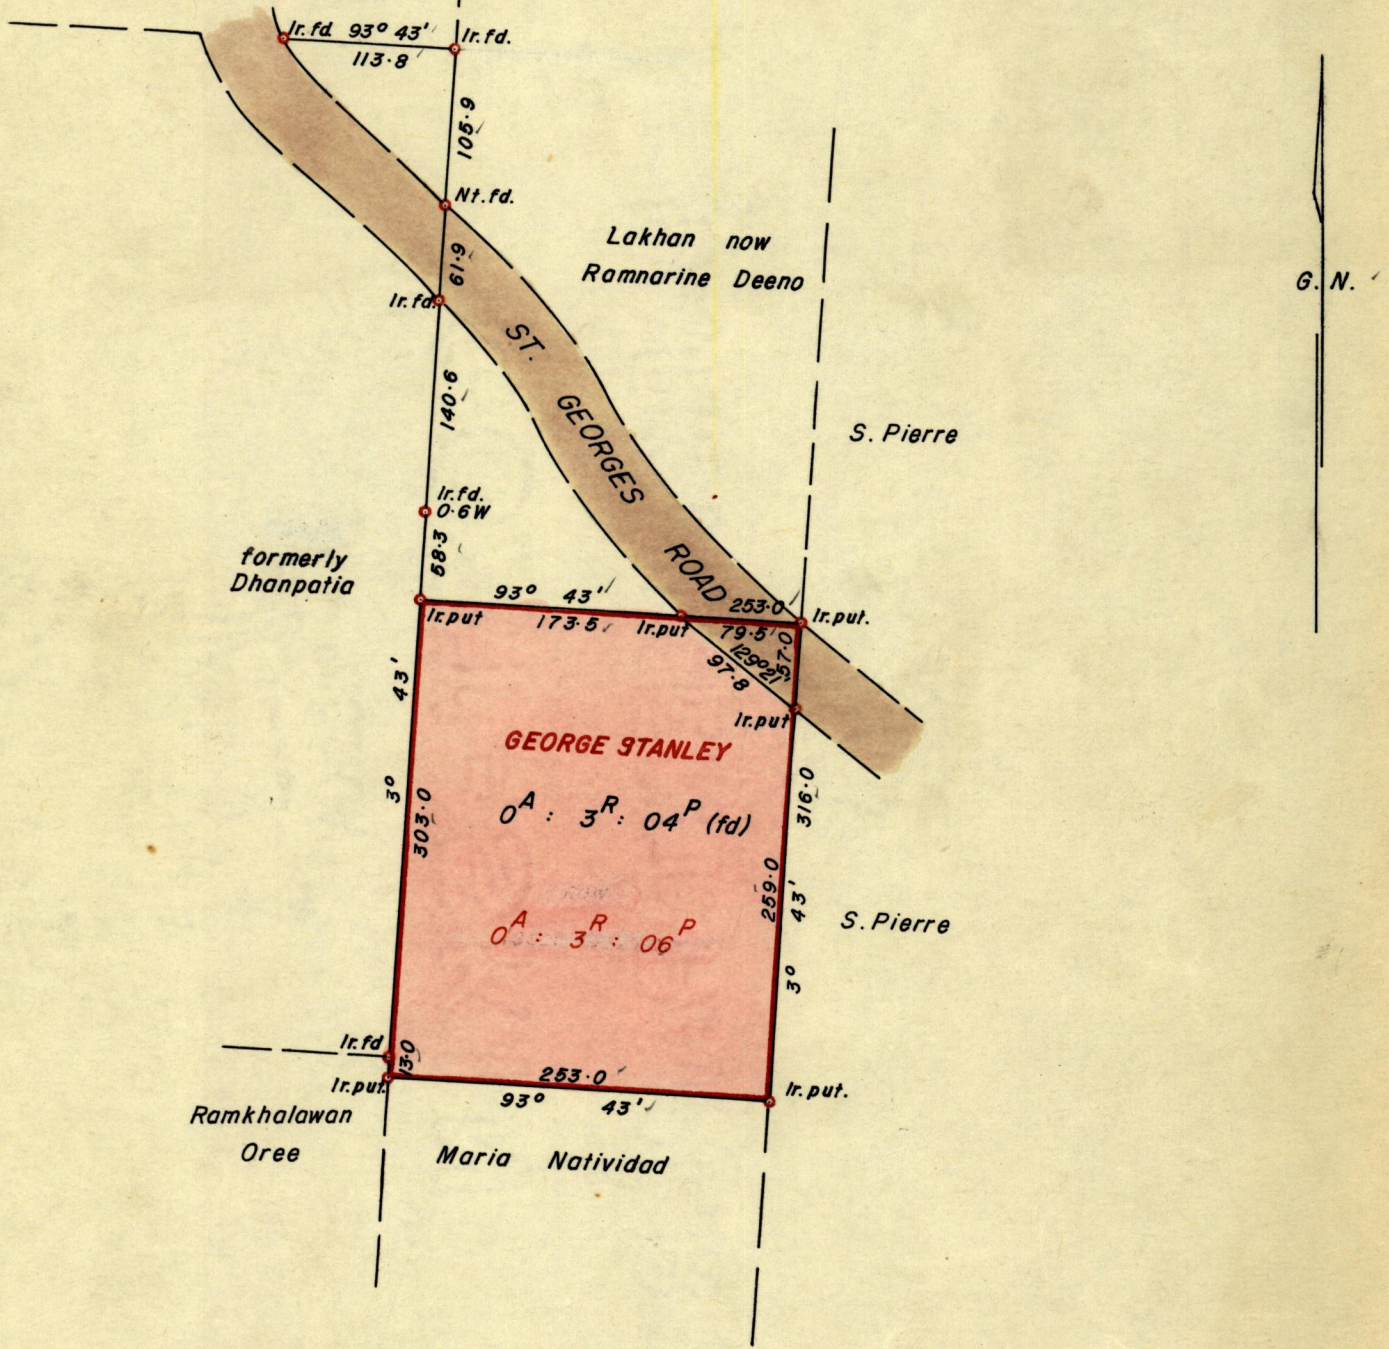 Ir. fd 93° 43' Ir. fd.
113·8
105·9
Nt. fd.
Lakhan now
Ramnarine Deeno
61·9
Ir. fd.
G. N.
ST. GEORGES ROAD
140·6
S. Pierre
Ir. fd.
0·6W
58·3
formerly
Dhanpatia
93° 43' 253·0
Ir. put 173·5 Ir. put 79·5 Ir. put.
57·0
129° 21'
97·8
Ir. put
43'
3°
303·0
GEORGE STANLEY
0A : 3R : 04P (fd)
316·0
259·0
43'
3°
S. Pierre
0A : 3R : 06P
Ir. fd
13·0
Ir. put.
253·0
93° 43'
Ir. put.
Ramkhalawan
Oree
Maria Natividad